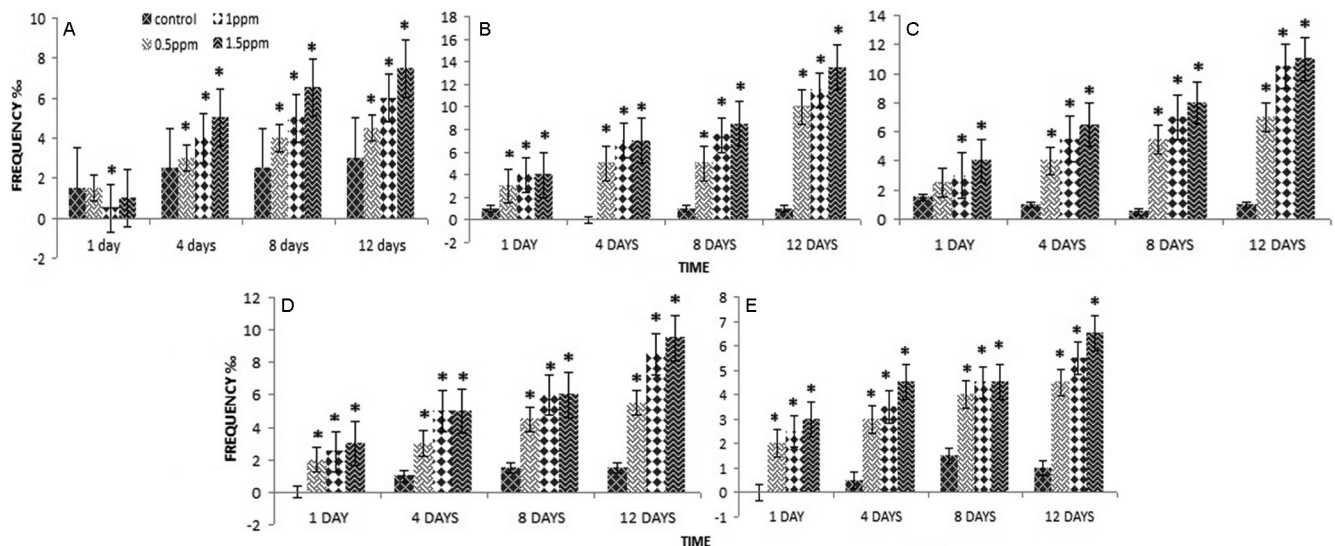 A
control
1ppm
0.5ppm
1.5ppm
FREQUENCY ‰
10
8
6
4
2
0
-2
* * * * * * * * * *
1 day 4 days 8 days 12 days
B
18
16
14
12
10
8
6
4
2
0
-2
* * * * * * * * * * * *
1 DAY 4 DAYS 8 DAYS 12 DAYS
TIME
C
14
12
10
8
6
4
2
0
* * * * * * * * * * *
1 DAY 4 DAYS 8 DAYS 12 DAYS
D
FREQUENCY ‰
12
10
8
6
4
2
0
-2
* * * * * * * * * * * *
1 DAY 4 DAYS 8 DAYS 12 DAYS
TIME
E
8
7
6
5
4
3
2
1
0
-1
* * * * * * * * * * * *
1 DAY 4 DAYS 8 DAYS 12 DAYS